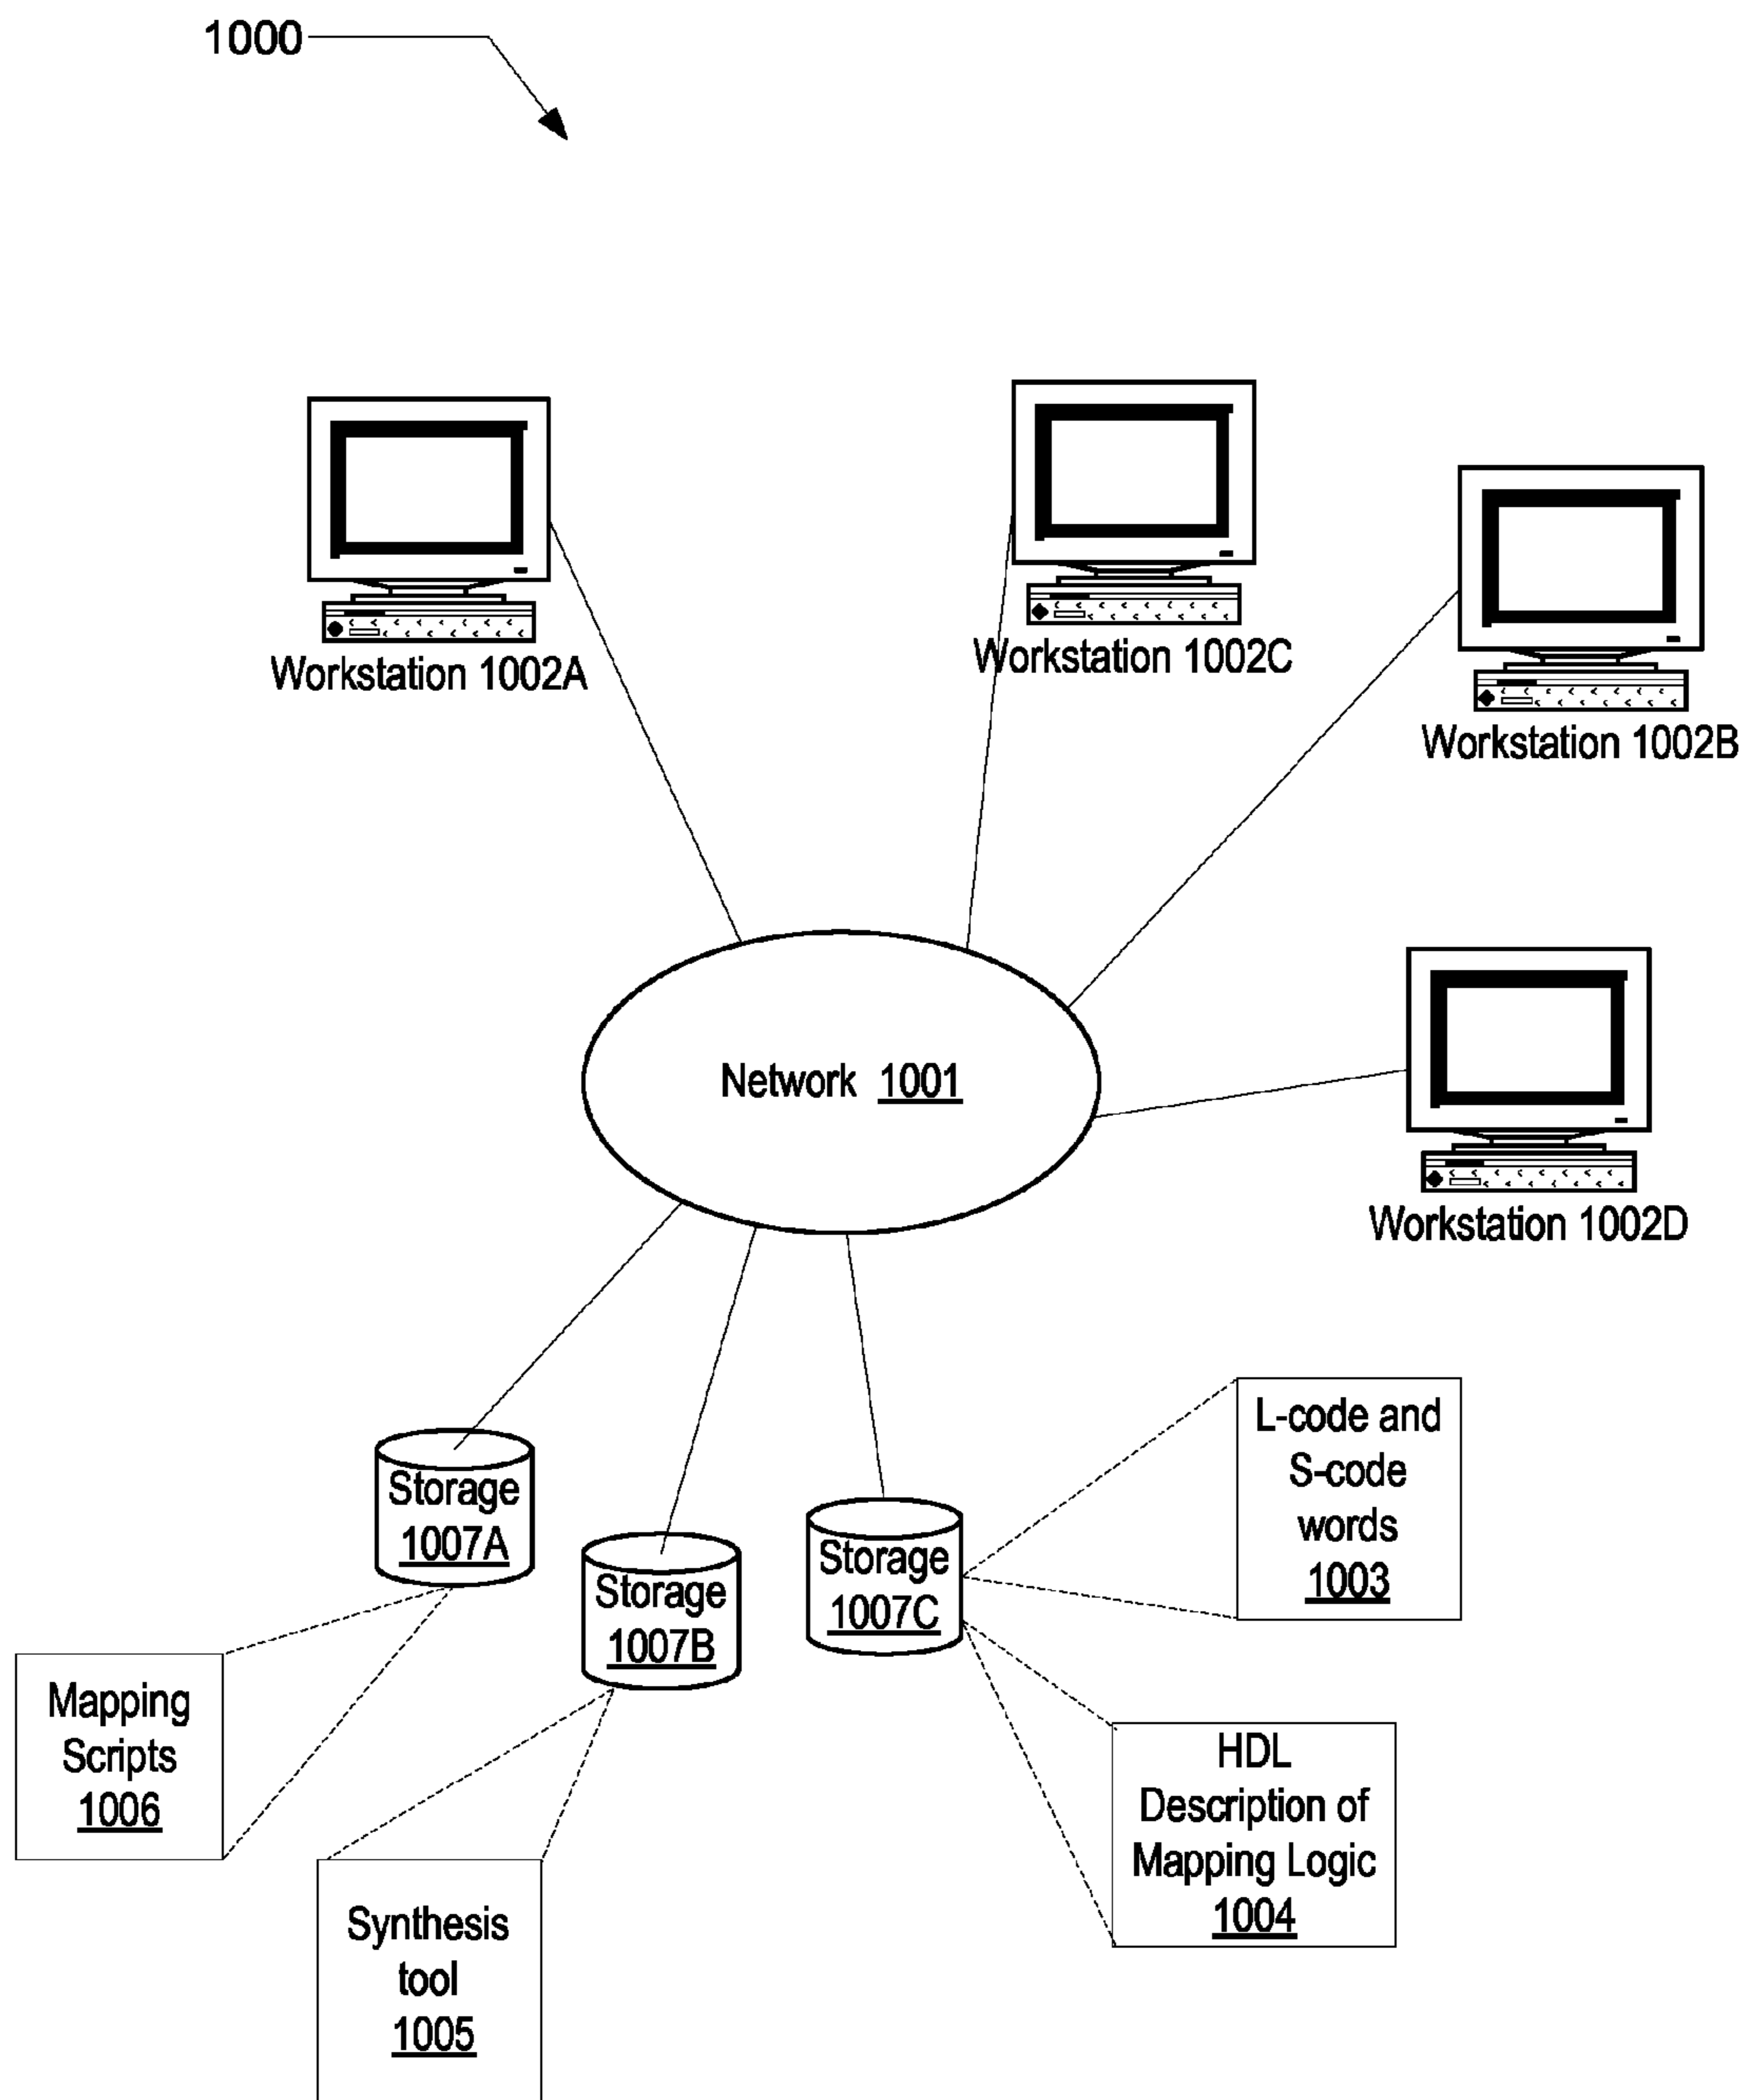 1000
Workstation 1002A
Workstation 1002C
Workstation 1002B
Network 1001
Workstation 1002D
Storage
1007A
Storage
1007B
Storage
1007C
L-code and
S-code
words
1003
Mapping
Scripts
1006
HDL
Description of
Mapping Logic
1004
Synthesis
tool
1005